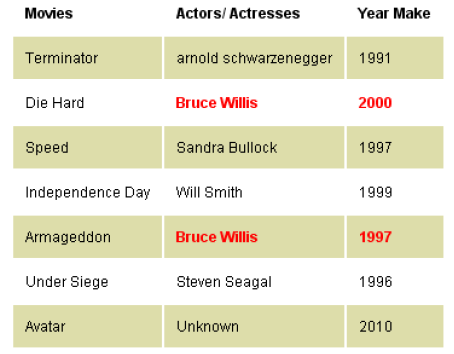 Movies Actors/ Actresses Year Make
Terminator arnold schwarzenegger 1991
Die Hard Bruce Willis 2000
Speed Sandra Bullock 1997
Independence Day Will Smith 1999
Armageddon Bruce Willis 1997
Under Siege Steven Seagal 1996
Avatar Unknown 2010